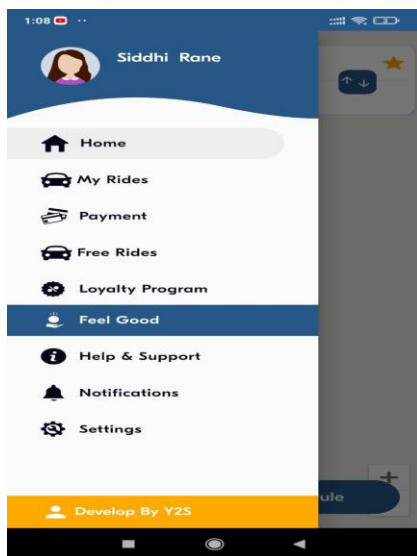 1:08
Siddhi Rane
Home
My Rides
Payment
Free Rides
Loyalty Program
Feel Good
Help & Support
Notifications
Settings
ule
Develop By Y2S